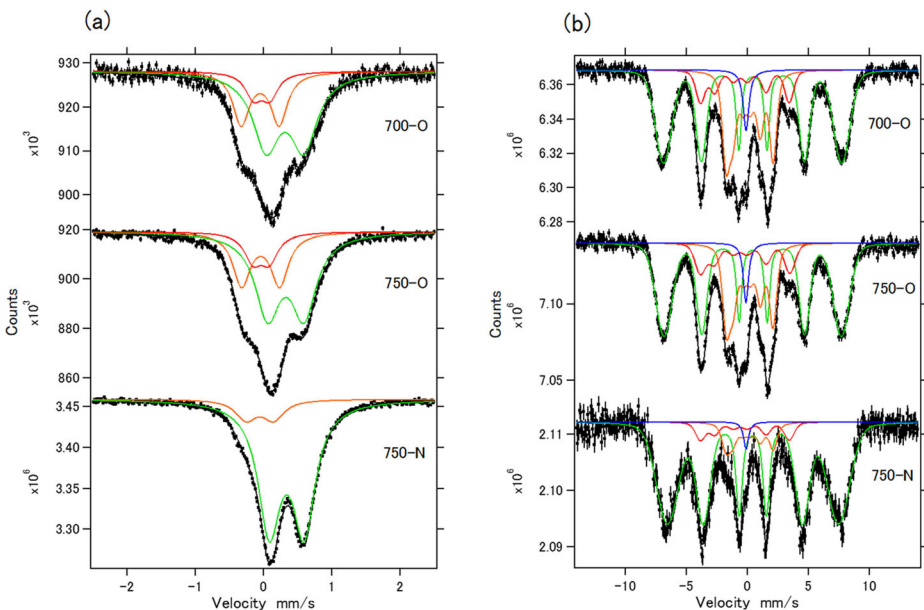 (a)
930
920
910
900
x10³
700-O
920
900
880
860
Counts
x10³
750-O
3.45
3.40
3.35
3.30
x10⁶
750-N
-2
-1
0
1
2
Velocity mm/s
(b)
6.36
6.34
6.32
6.30
6.28
x10⁶
700-O
7.10
7.05
Counts
x10⁶
750-O
2.11
2.10
2.09
x10⁶
750-N
-10
-5
0
5
10
Velocity mm/s